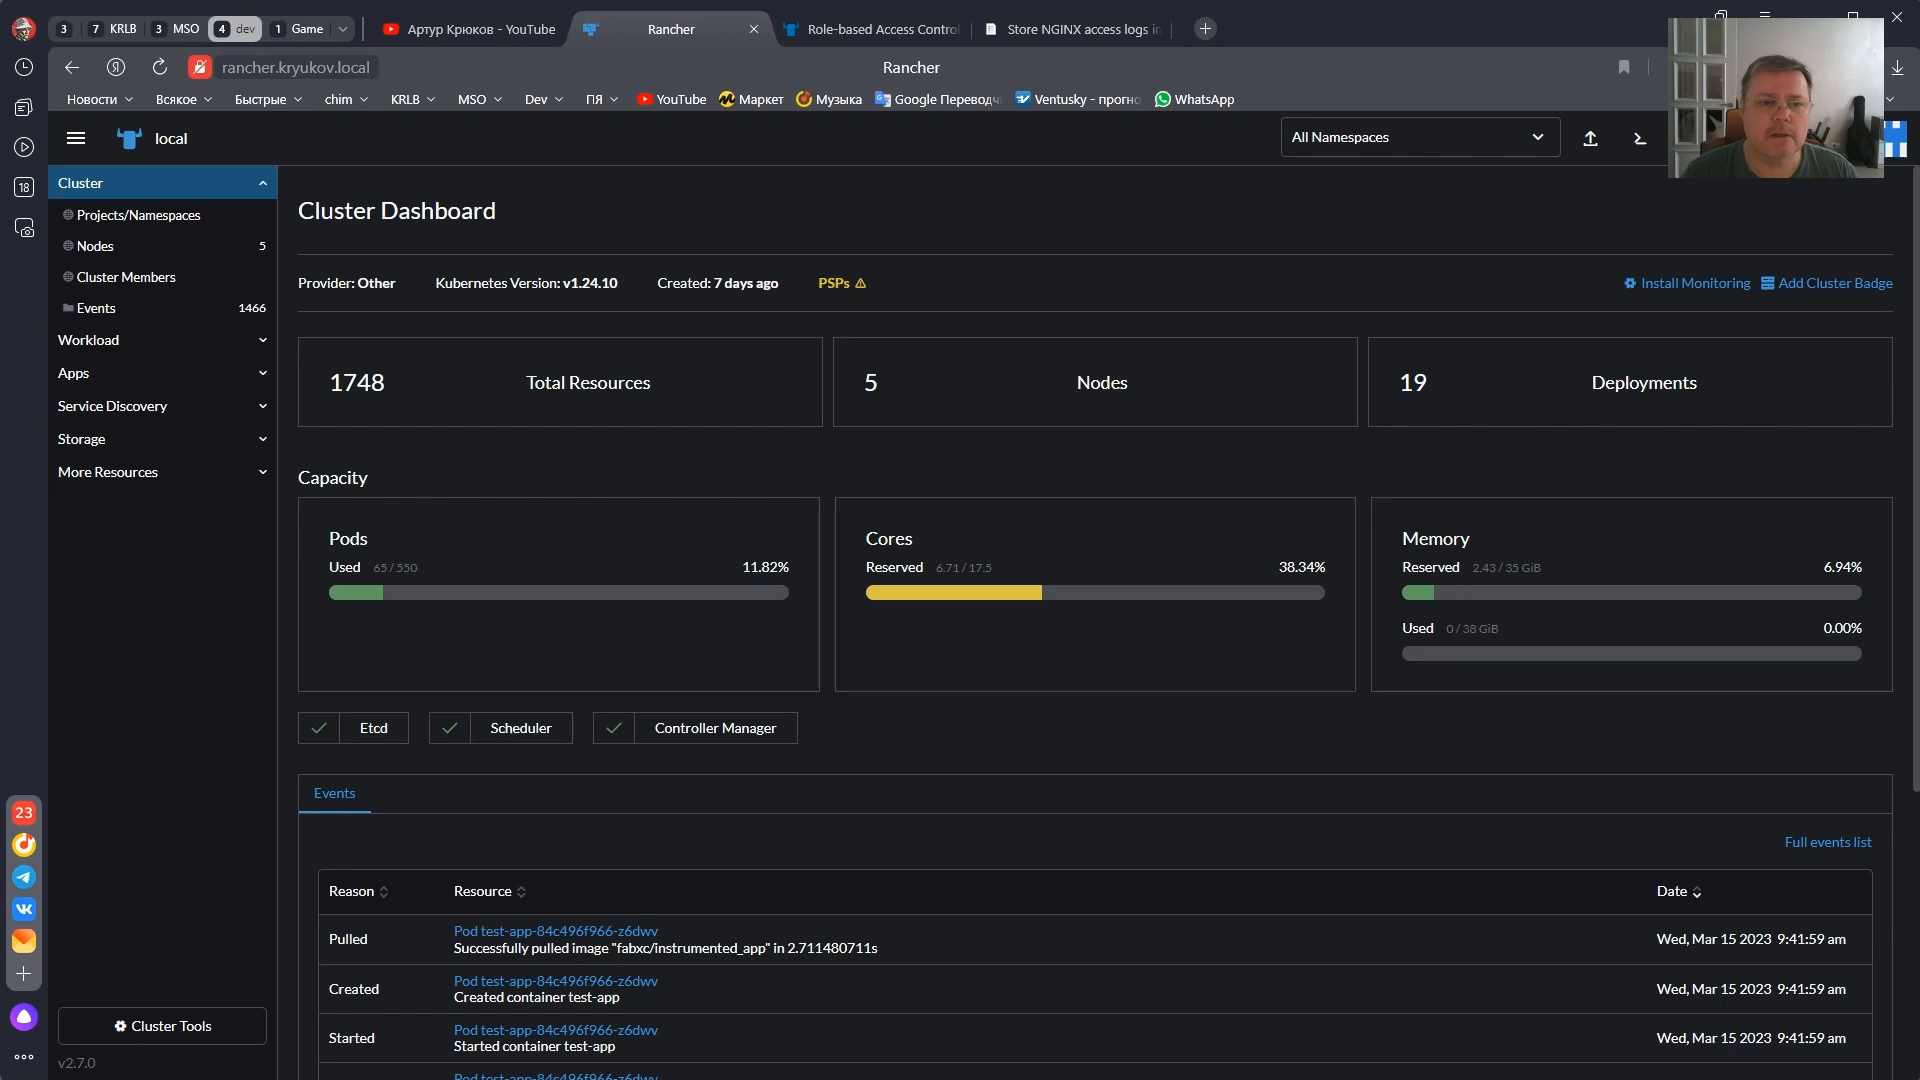 3
7 KRLB
3 MSO
4 dev
1 Game
Артур Крюков - YouTube
Rancher
Role-based Access Control
Store NGINX access logs in
rancher.kryukov.local
Rancher
Новости
Всякое
Быстрые
chim
KRLB
MSO
Dev
ПЯ
YouTube
Маркет
Музыка
Google Переводч
Ventusky - прогно
WhatsApp
18
local
All Namespaces
Cluster
Projects/Namespaces
Nodes 5
Cluster Members
Events 1466
Workload
Apps
Service Discovery
Storage
More Resources
Cluster Dashboard
Provider: Other
Kubernetes Version: v1.24.10
Created: 7 days ago
PSPs
Install Monitoring
Add Cluster Badge
1748 Total Resources
5 Nodes
19 Deployments
Capacity
Pods
Used 65 / 550 11.82%
Cores
Reserved 6.71 / 17.5 38.34%
Memory
Reserved 2.43 / 35 GiB 6.94%
Used 0 / 38 GiB 0.00%
Etcd
Scheduler
Controller Manager
Events
Full events list
Reason Resource Date
Pulled
Pod test-app-84c496f966-z6dwv
Successfully pulled image "fabxc/instrumented_app" in 2.711480711s
Wed, Mar 15 2023 9:41:59 am
Created
Pod test-app-84c496f966-z6dwv
Created container test-app
Wed, Mar 15 2023 9:41:59 am
Started
Pod test-app-84c496f966-z6dwv
Started container test-app
Wed, Mar 15 2023 9:41:59 am
Pod test-app-84c496f966-z6dwv
23
Cluster Tools
v2.7.0